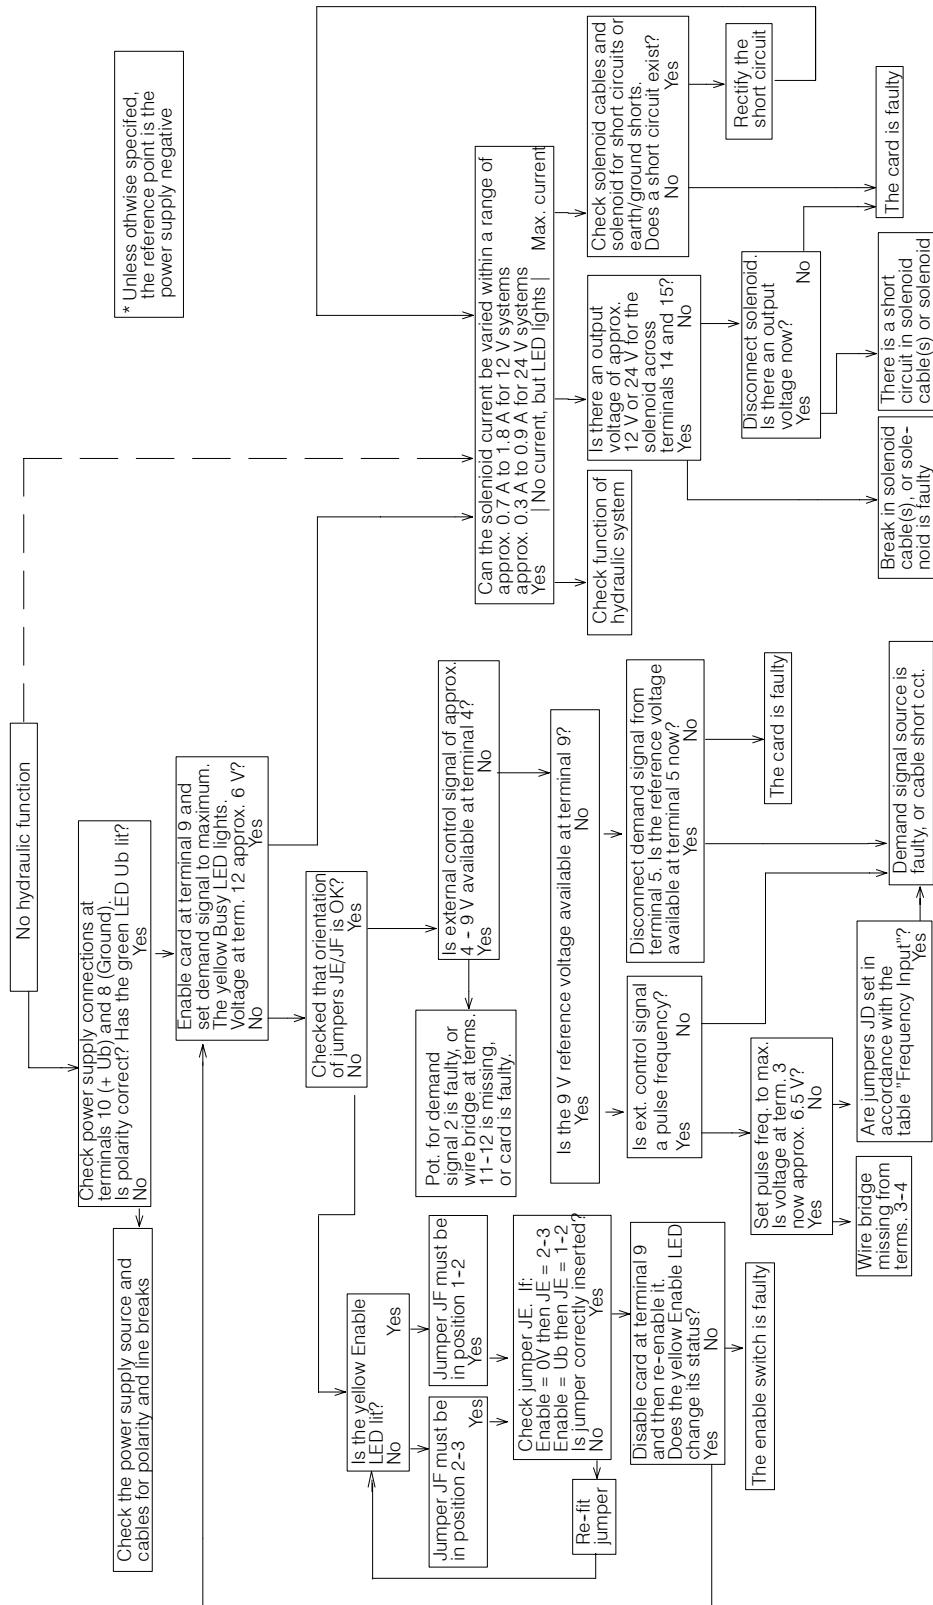 No hydraulic function
* Unless othwise specifed,
the reference point is the
power supply negative
Check power supply connections at
terminals 10 (+ Ub) and 8 (Ground).
Is polarity correct? Has the green LED Ub lit?
No Yes
Check the power supply source and
cables for polarity and line breaks
Enable card at terminal 9 and
set demand signal to maximum.
The yellow Busy LED lights.
Voltage at term. 12 approx. 6 V?
No Yes
Checked that orientation
of jumpers JE/JF is OK?
No Yes
Can the solenioid current be varied within a range of
approx. 0.7 A to 1.8 A for 12 V systems
approx. 0.3 A to 0.9 A for 24 V systems
Yes | No current, but LED lights | Max. current
Is the yellow Enable
LED lit?
No Yes
Is external control signal of approx.
4 - 9 V available at terminal 4?
Yes No
Jumper JF must be
in position 2-3
Yes
Jumper JF must be
in position 1-2
Yes
Pot. for demand
signal 2 is faulty, or
wire bridge at terms.
11-12 is missing,
or card is faulty.
Check jumper JE. If:
Enable = 0V then JE = 2-3
Enable = Ub then JE = 1-2
Is jumper correctly inserted?
No Yes
Re-fit
jumper
Is the 9 V reference voltage available at terminal 9?
Yes No
Check function of
hydraulic system
Is there an output
voltage of approx.
12 V or 24 V for the
solenoid across
terminals 14 and 15?
Yes No
Check solenoid cables and
solenoid for short circuits or
earth/ground shorts.
Does a short circuit exist?
No Yes
Disable card at terminal 9
and then re-enable it.
Does the yellow Enable LED
change its status?
Yes No
Is ext. control signal
a pulse frequency?
Yes No
Disconnect demand signal from
terminal 5. Is the reference voltage
available at terminal 5 now?
Yes No
Rectify the
short circuit
The enable switch is faulty
Set pulse freq. to max.
Is voltage at term. 3
now approx. 6.5 V?
Yes No
The card is faulty
Disconnect solenoid.
Is there an output
voltage now?
Yes No
Wire bridge
missing from
terms. 3-4
Are jumpers JD set in
accordance with the
table "Frequency Input"?
Yes
Demand signal source is
faulty, or cable short cct.
Break in solenoid
cable(s), or sole-
noid is faulty
There is a short
circuit in solenoid
cable(s) or solenoid
The card is faulty